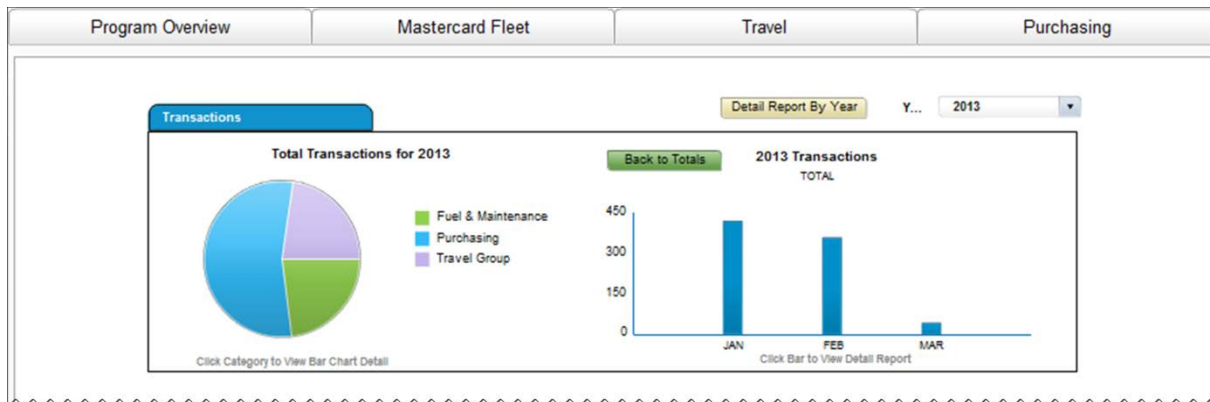 Program Overview
Mastercard Fleet
Travel
Purchasing
Detail Report By Year
Y...
2013
Transactions
Total Transactions for 2013
Fuel & Maintenance
Purchasing
Travel Group
Click Category to View Bar Chart Detail
Back to Totals
2013 Transactions
TOTAL
450
300
150
0
JAN
FEB
MAR
Click Bar to View Detail Report